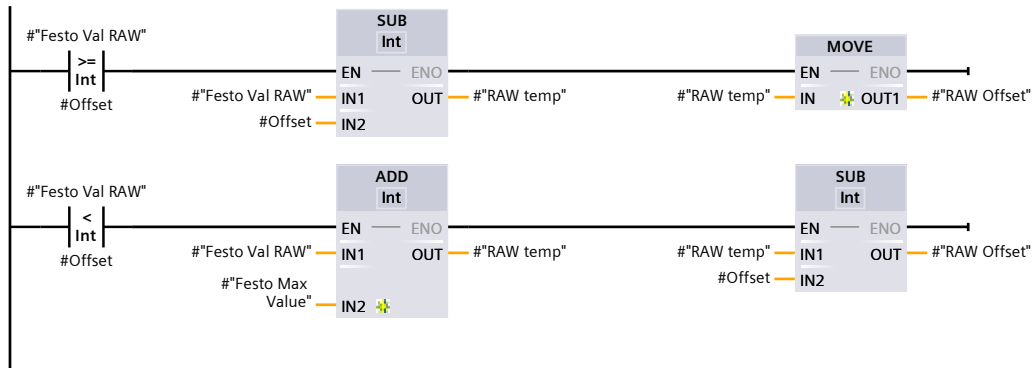 #"Festo Val RAW"
>=
Int
#Offset
SUB
Int
EN
ENO
#"Festo Val RAW"
IN1
OUT
#"RAW temp"
#Offset
IN2
MOVE
EN
ENO
#"RAW temp"
IN
OUT1
#"RAW Offset"
#"Festo Val RAW"
<
Int
#Offset
ADD
Int
EN
ENO
#"Festo Val RAW"
IN1
OUT
#"RAW temp"
#"Festo Max
Value"
IN2
SUB
Int
EN
ENO
#"RAW temp"
IN1
OUT
#"RAW Offset"
#Offset
IN2